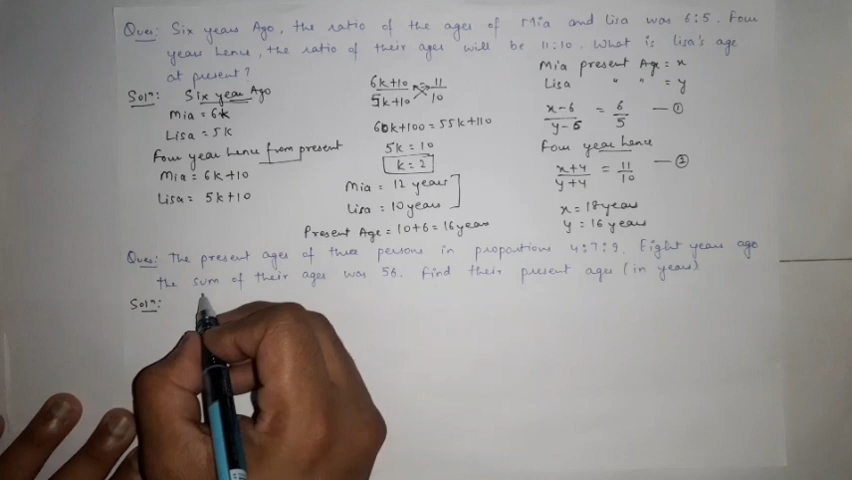 Ques: Six years Ago, the ratio of the ages of Mia and Lisa was 6:5. Four
years hence, the ratio of their ages will be 11:10. What is Lisa's age
at present?
Soln: Six year Ago
Mia = 6k
Lisa = 5k
Four year hence from present
Mia = 6k+10
Lisa = 5k+10
6k+10 / 5k+10 = 11/10
60k+100 = 55k+110
5k = 10
k = 2
Mia = 12 years
Lisa = 10 years
Present Age = 10+6 = 16 years
Mia present Age = x
Lisa " " = y
x-6 / y-6 = 6/5 — ①
Four year hence
x+4 / y+4 = 11/10 — ②
x = 18 years
y = 16 years
Ques: The present ages of three persons in proportions 4:7:9. Eight years ago
the sum of their ages was 56. find their present ages (in years)
Soln: